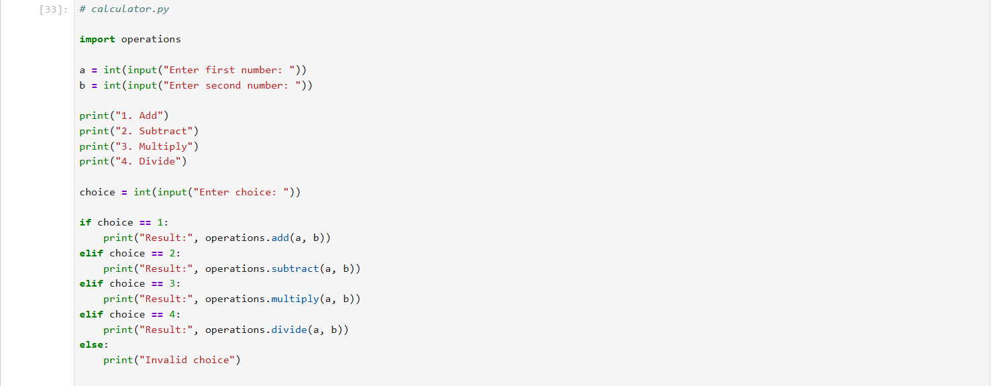 [33]: # calculator.py
import operations
a = int(input("Enter first number: "))
b = int(input("Enter second number: "))
print("1. Add")
print("2. Subtract")
print("3. Multiply")
print("4. Divide")
choice = int(input("Enter choice: "))
if choice == 1:
    print("Result:", operations.add(a, b))
elif choice == 2:
    print("Result:", operations.subtract(a, b))
elif choice == 3:
    print("Result:", operations.multiply(a, b))
elif choice == 4:
    print("Result:", operations.divide(a, b))
else:
    print("Invalid choice")